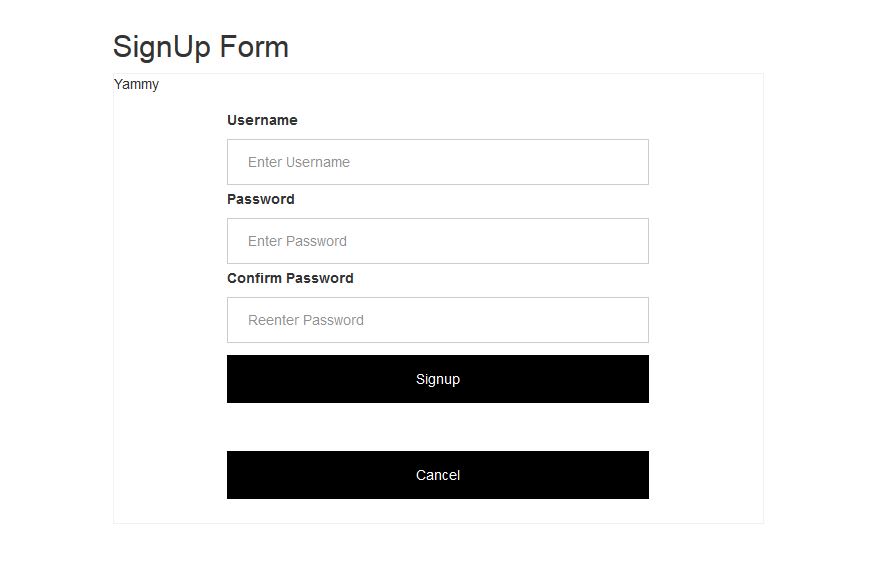 SignUp Form
Yammy
Username
Enter Username
Password
Enter Password
Confirm Password
Reenter Password
Signup
Cancel